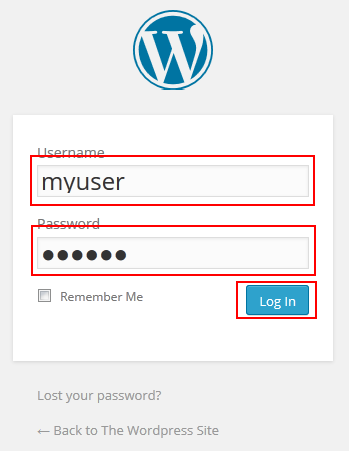 Username
myuser
Password
●●●●●●
Remember Me
Log In
Lost your password?
← Back to The Wordpress Site